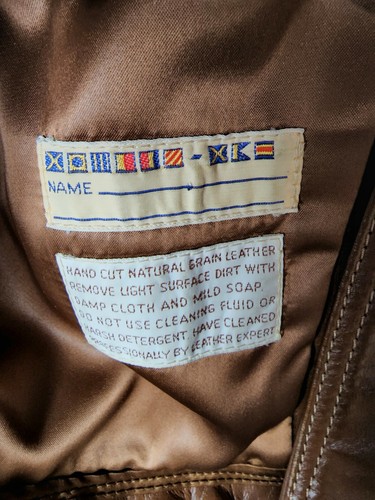 NAME
HAND CUT NATURAL GRAIN LEATHER
REMOVE LIGHT SURFACE DIRT WITH
DAMP CLOTH AND MILD SOAP.
DO NOT USE CLEANING FLUID OR
HARSH DETERGENT. HAVE CLEANED
PROFESSIONALLY BY LEATHER EXPERT